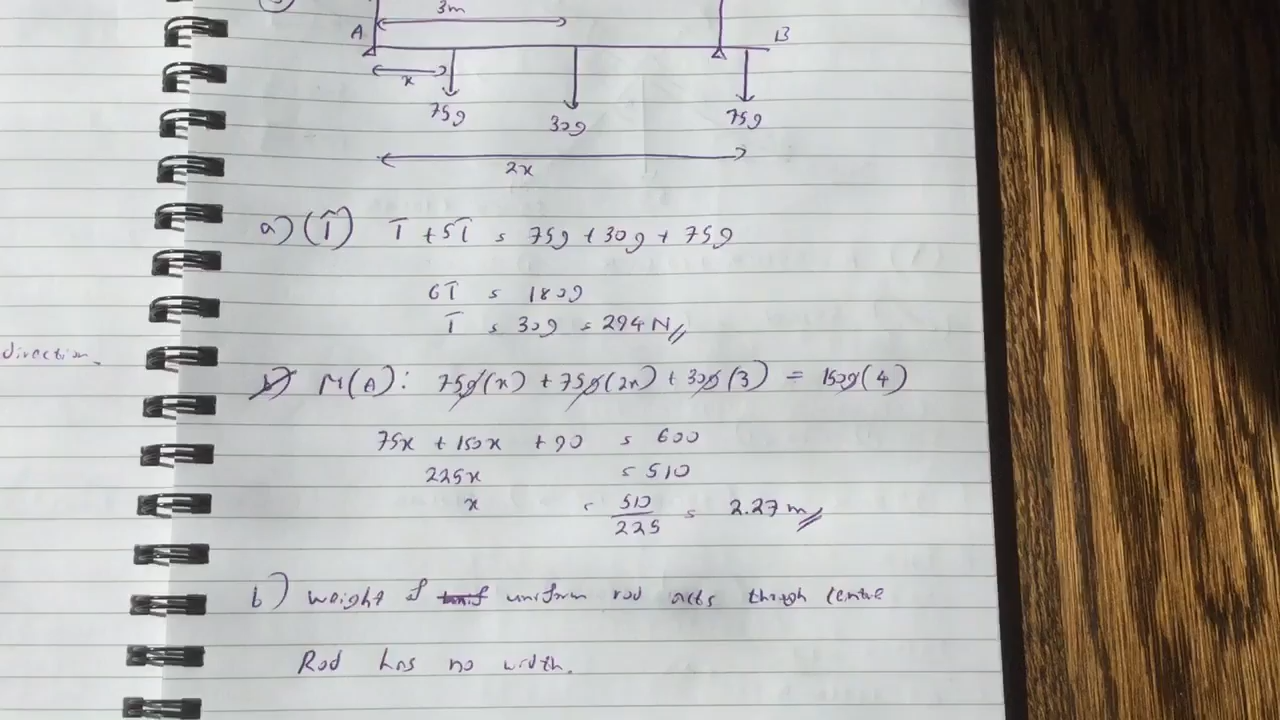 3m
A
B
x
75g
30g
75g
2x
a) (↑) T + 5T = 75g + 30g + 75g
6T = 180g
T = 30g = 294 N
direction.
b) M(A): 75g(x) + 75g(2x) + 30g(3) = 150g(4)
75x + 150x + 90 = 600
225x = 510
x = 510/225 = 2.27 m
b) weight of uniform rod acts though centre
Rod has no width.